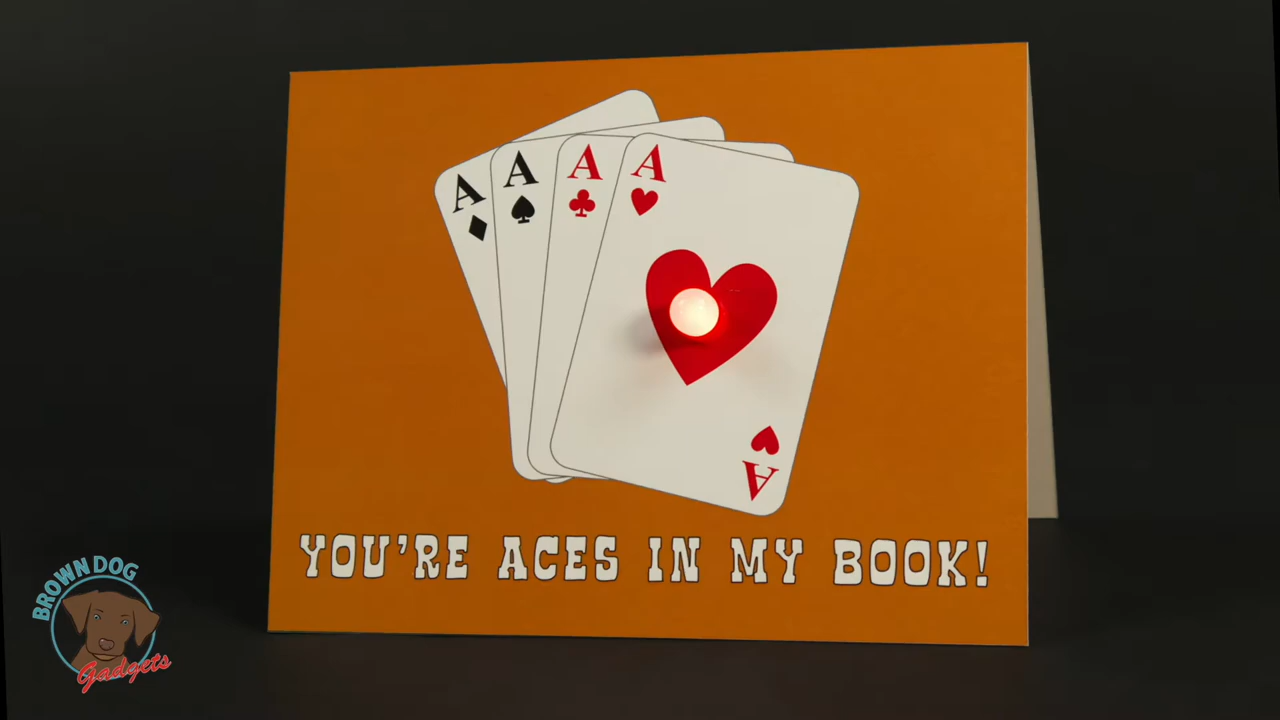 A A A A
A
YOU'RE ACES IN MY BOOK!
BROWN DOG
Gadgets